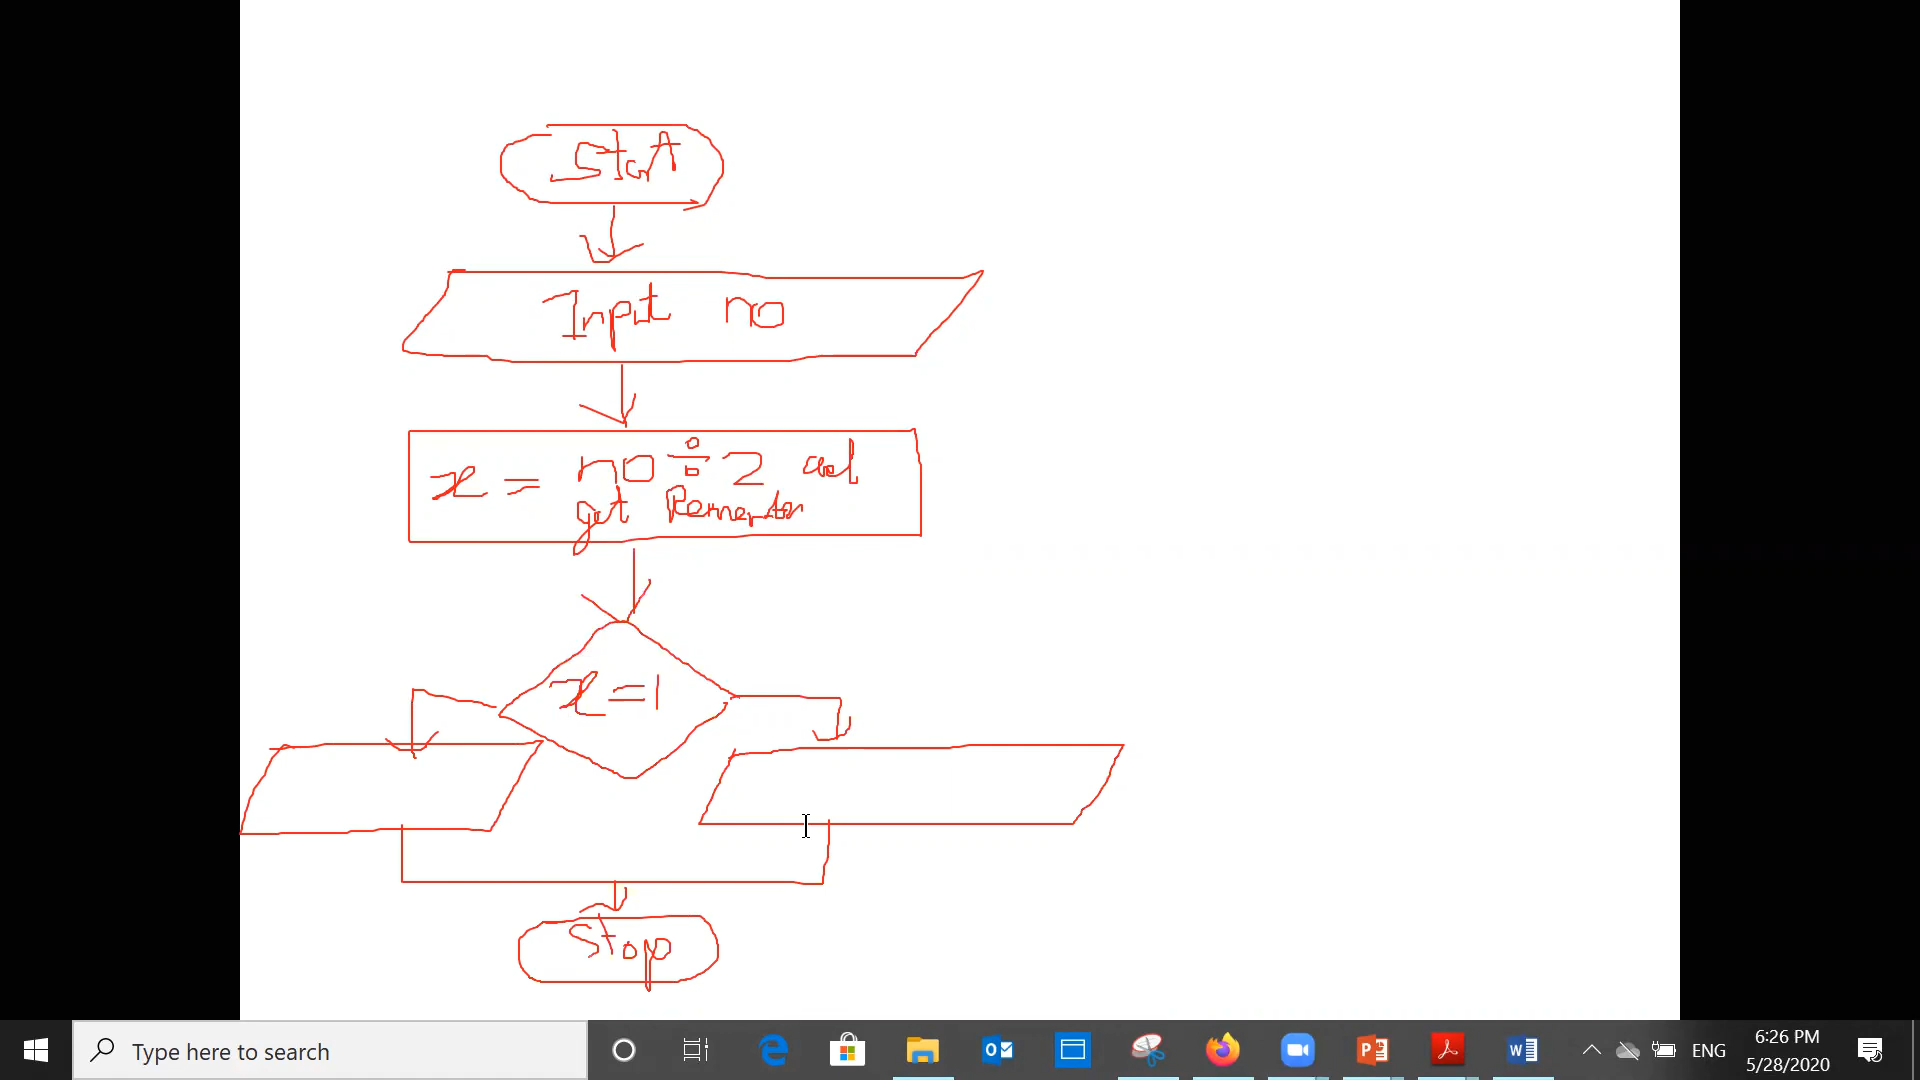 Start
Input no
x = no ÷ 2 and
get
x=1
Stop
Type here to search
ENG
6:26 PM
5/28/2020